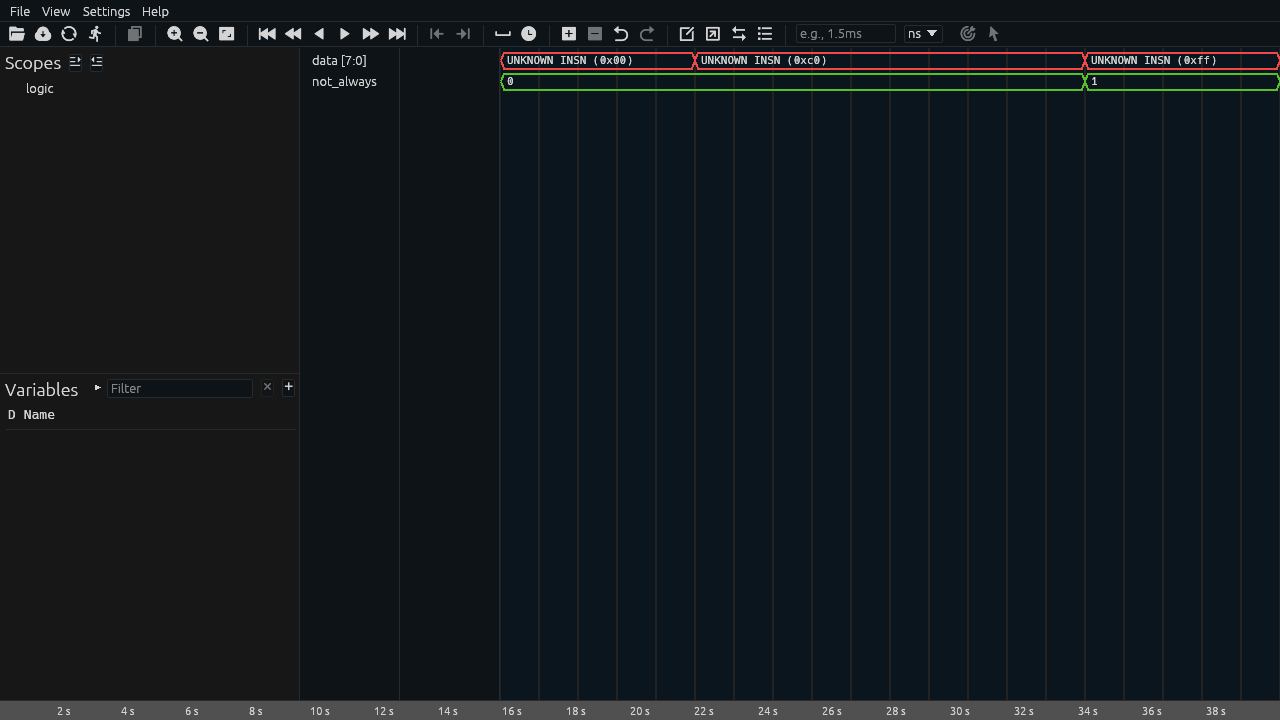 File View Settings Help
e.g., 1.5ms ns
Scopes
logic
data [7:0] UNKNOWN INSN (0x00) UNKNOWN INSN (0xc0) UNKNOWN INSN (0xff)
not_always 0 1
Variables Filter
D Name
2 s 4 s 6 s 8 s 10 s 12 s 14 s 16 s 18 s 20 s 22 s 24 s 26 s 28 s 30 s 32 s 34 s 36 s 38 s